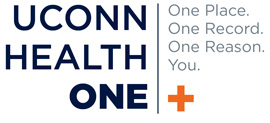 UCONN
HEALTH
ONE
One Place.
One Record.
One Reason.
You.